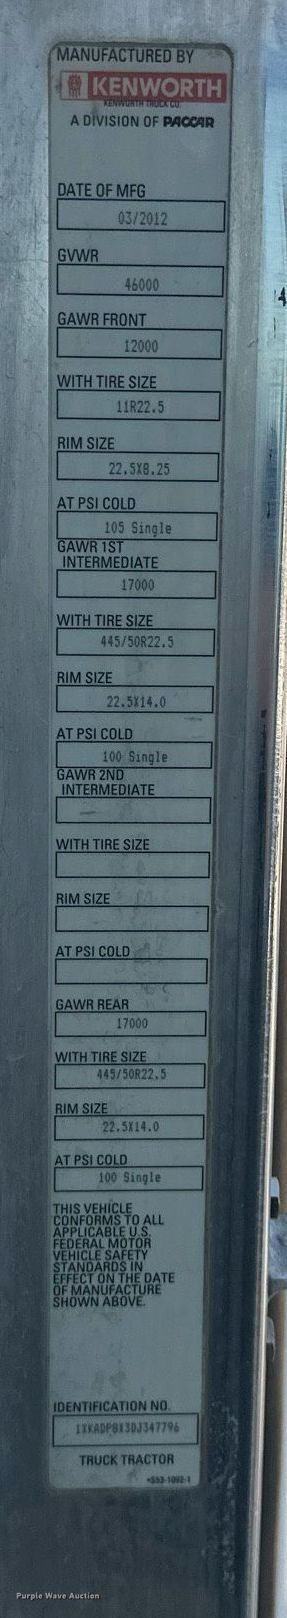 MANUFACTURED BY
KENWORTH
KENWORTH TRUCK CO.
A DIVISION OF PACCAR
DATE OF MFG
03/2012
GVWR
46000
GAWR FRONT
12000
WITH TIRE SIZE
11R22.5
RIM SIZE
22.5X8.25
AT PSI COLD
105 Single
GAWR 1ST
INTERMEDIATE
17000
WITH TIRE SIZE
445/50R22.5
RIM SIZE
22.5X14.0
AT PSI COLD
100 Single
GAWR 2ND
INTERMEDIATE
WITH TIRE SIZE
RIM SIZE
AT PSI COLD
GAWR REAR
17000
WITH TIRE SIZE
445/50R22.5
RIM SIZE
22.5X14.0
AT PSI COLD
100 Single
THIS VEHICLE
CONFORMS TO ALL
APPLICABLE U.S.
FEDERAL MOTOR
VEHICLE SAFETY
STANDARDS IN
EFFECT ON THE DATE
OF MANUFACTURE
SHOWN ABOVE.
IDENTIFICATION NO.
1XKADP8X3DJ347796
TRUCK TRACTOR
Purple Wave Auction